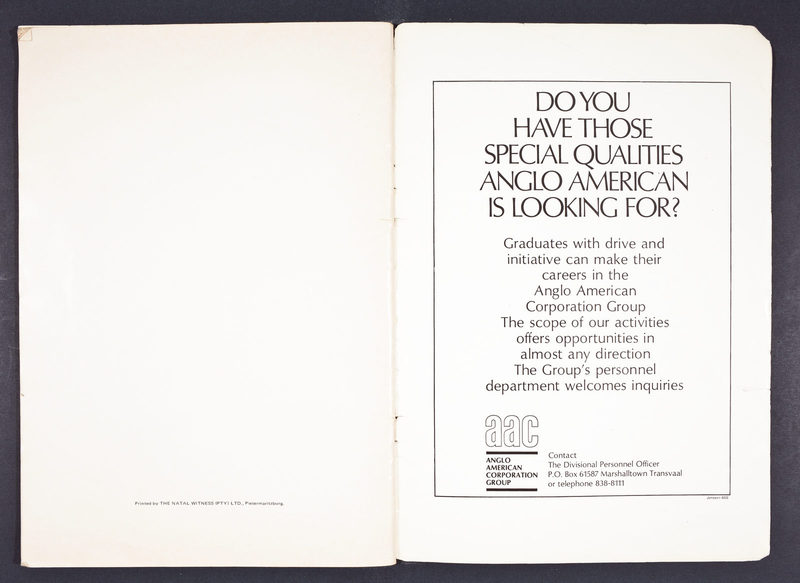 Printed by THE NATAL WITNESS (PTY) LTD., Pietermaritzburg.
DO YOU
HAVE THOSE
SPECIAL QUALITIES
ANGLO AMERICAN
IS LOOKING FOR?
Graduates with drive and
initiative can make their
careers in the
Anglo American
Corporation Group
The scope of our activities
offers opportunities in
almost any direction
The Group's personnel
department welcomes inquiries
aac
ANGLO
AMERICAN
CORPORATION
GROUP
Contact
The Divisional Personnel Officer
P.O. Box 61587 Marshalltown Transvaal
or telephone 838-8111